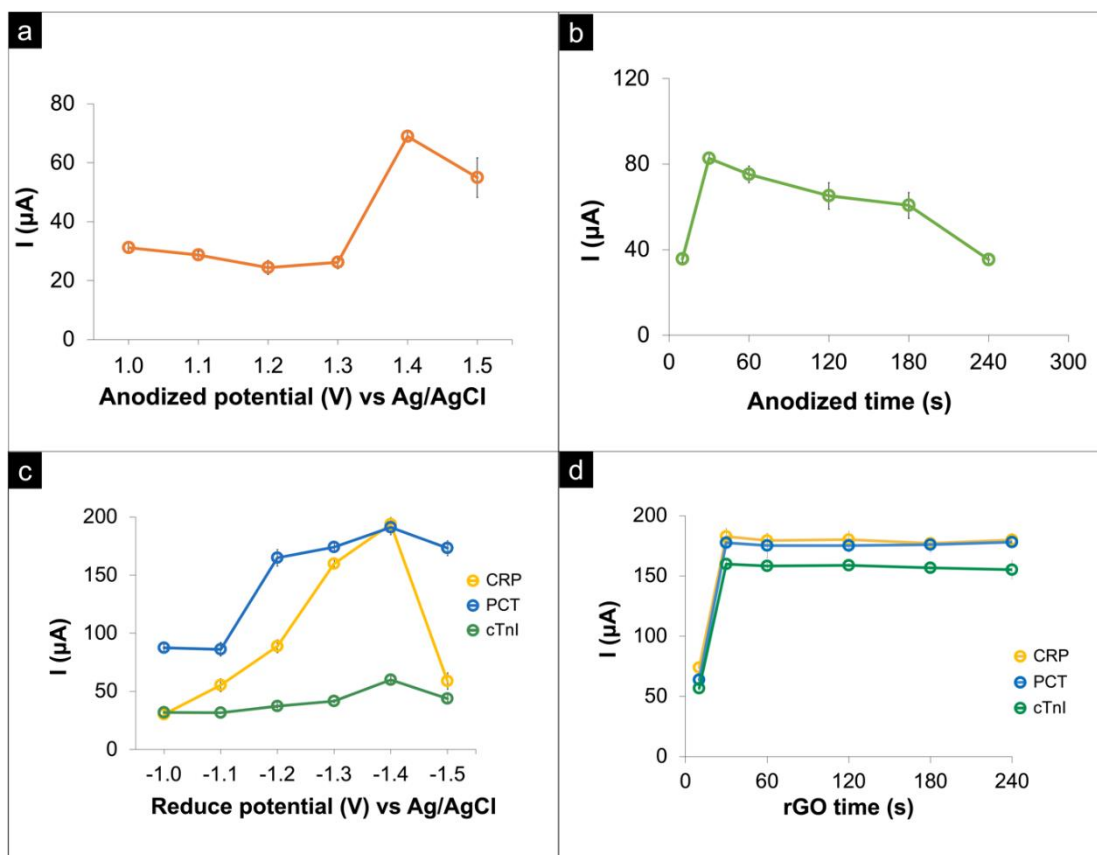 a
80
60
40
20
0
I (µA)
1.0 1.1 1.2 1.3 1.4 1.5
Anodized potential (V) vs Ag/AgCl
b
120
80
40
0
I (µA)
0 60 120 180 240 300
Anodized time (s)
c
200
150
100
50
0
I (µA)
CRP
PCT
cTnI
-1.0 -1.1 -1.2 -1.3 -1.4 -1.5
Reduce potential (V) vs Ag/AgCl
d
200
150
100
50
0
I (µA)
CRP
PCT
cTnI
0 60 120 180 240
rGO time (s)